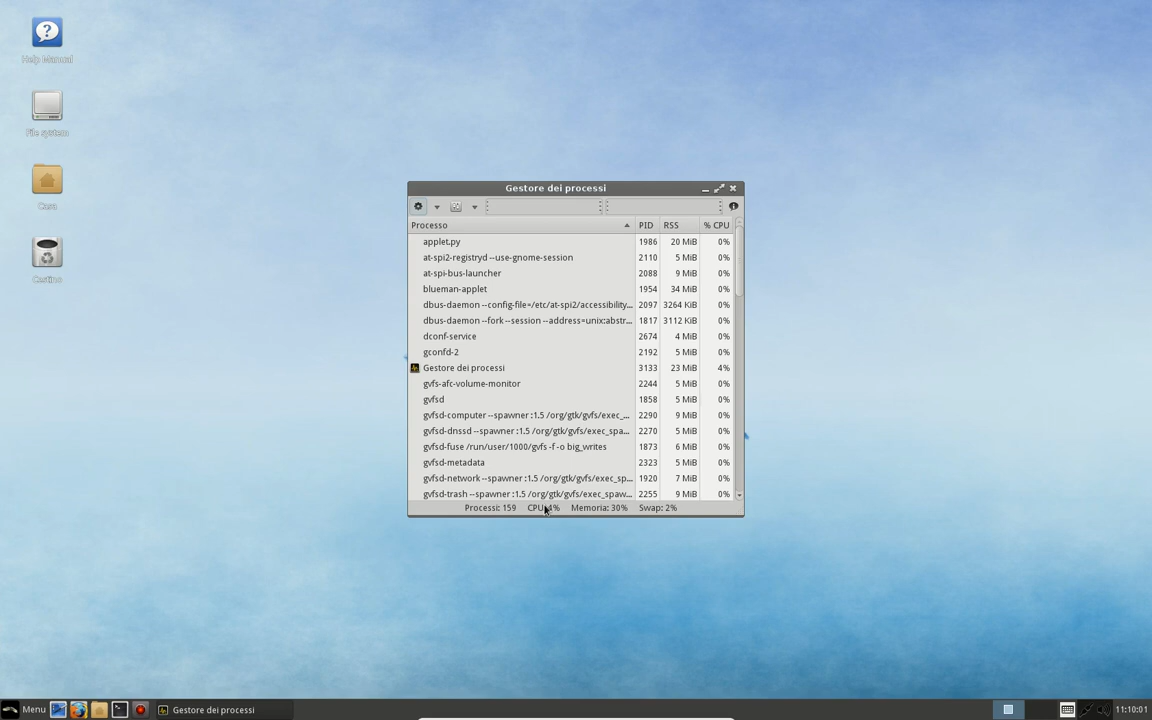 Help Manual
File system
Cestino
Gestore dei processi
Processo PID RSS % CPU
applet.py 1986 20 MiB 0%
at-spi2-registryd --use-gnome-session 2110 5 MiB 0%
at-spi-bus-launcher 2088 9 MiB 0%
blueman-applet 1954 34 MiB 0%
dbus-daemon --config-file=/etc/at-spi2/accessibility... 2097 3264 KiB 0%
dbus-daemon --fork --session --address=unix:abstr... 1817 3112 KiB 0%
dconf-service 2674 4 MiB 0%
gconfd-2 2192 5 MiB 0%
Gestore dei processi 3133 23 MiB 4%
gvfs-afc-volume-monitor 2244 5 MiB 0%
gvfsd 1858 5 MiB 0%
gvfsd-computer --spawner :1.5 /org/gtk/gvfs/exec_... 2290 9 MiB 0%
gvfsd-dnssd --spawner :1.5 /org/gtk/gvfs/exec_spa... 2270 5 MiB 0%
gvfsd-fuse /run/user/1000/gvfs -f -o big_writes 1873 6 MiB 0%
gvfsd-metadata 2323 5 MiB 0%
gvfsd-network --spawner :1.5 /org/gtk/gvfs/exec_sp... 1920 7 MiB 0%
gvfsd-trash --spawner :1.5 /org/gtk/gvfs/exec_spaw... 2255 9 MiB 0%
Processi: 159 CPU: 4% Memoria: 30% Swap: 2%
Menu Gestore dei processi 11:10:01